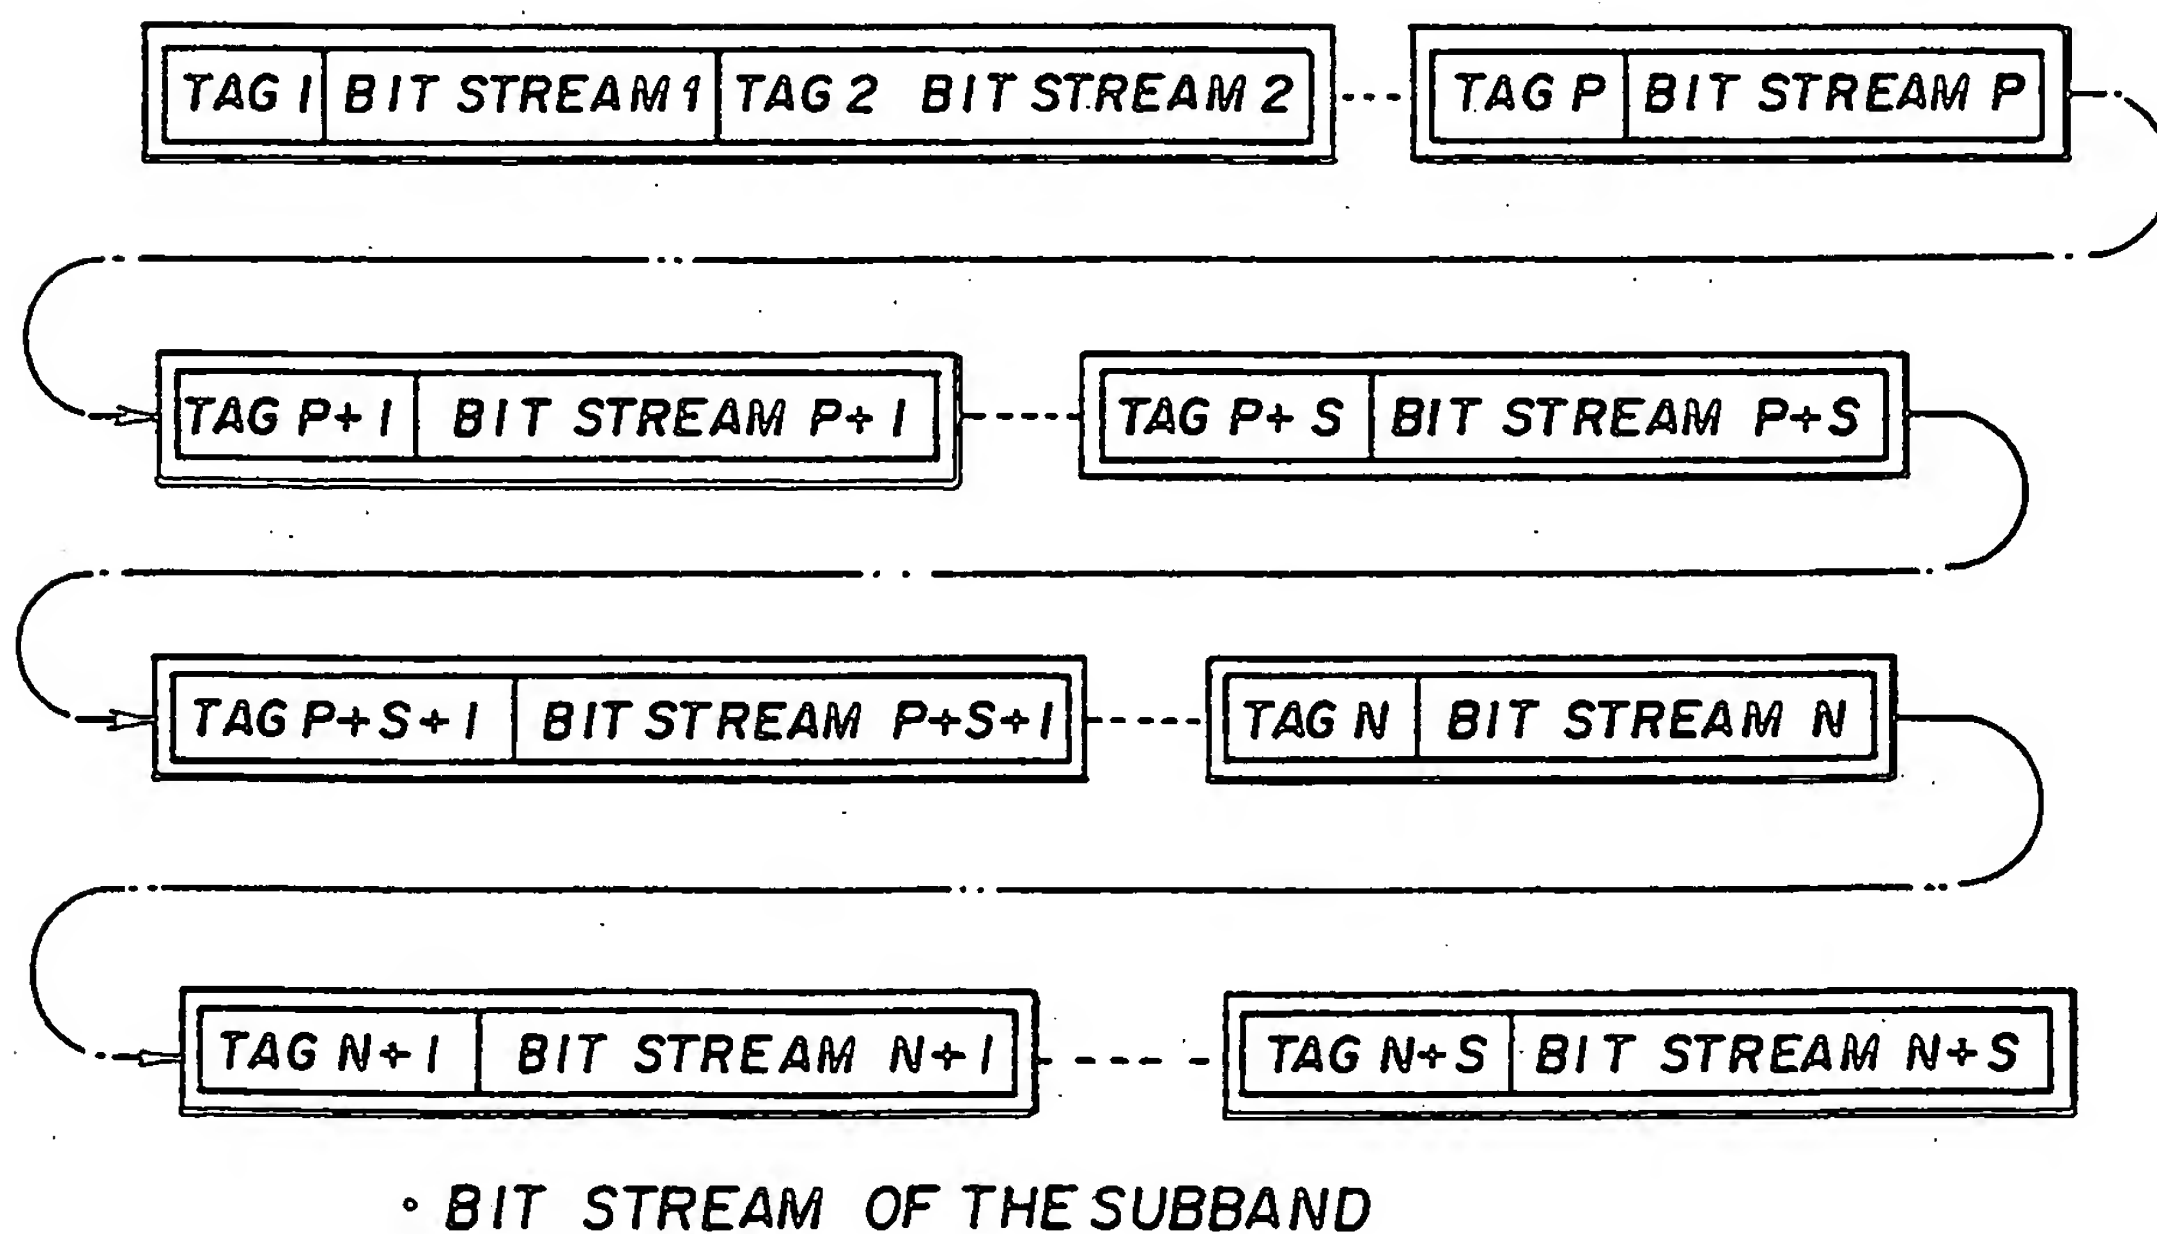 TAG 1 BIT STREAM 1 TAG 2 BIT STREAM 2 TAG P BIT STREAM P
TAG P+1 BIT STREAM P+1 TAG P+S BIT STREAM P+S
TAG P+S+1 BIT STREAM P+S+1 TAG N BIT STREAM N
TAG N+1 BIT STREAM N+1 TAG N+S BIT STREAM N+S
° BIT STREAM OF THE SUBBAND